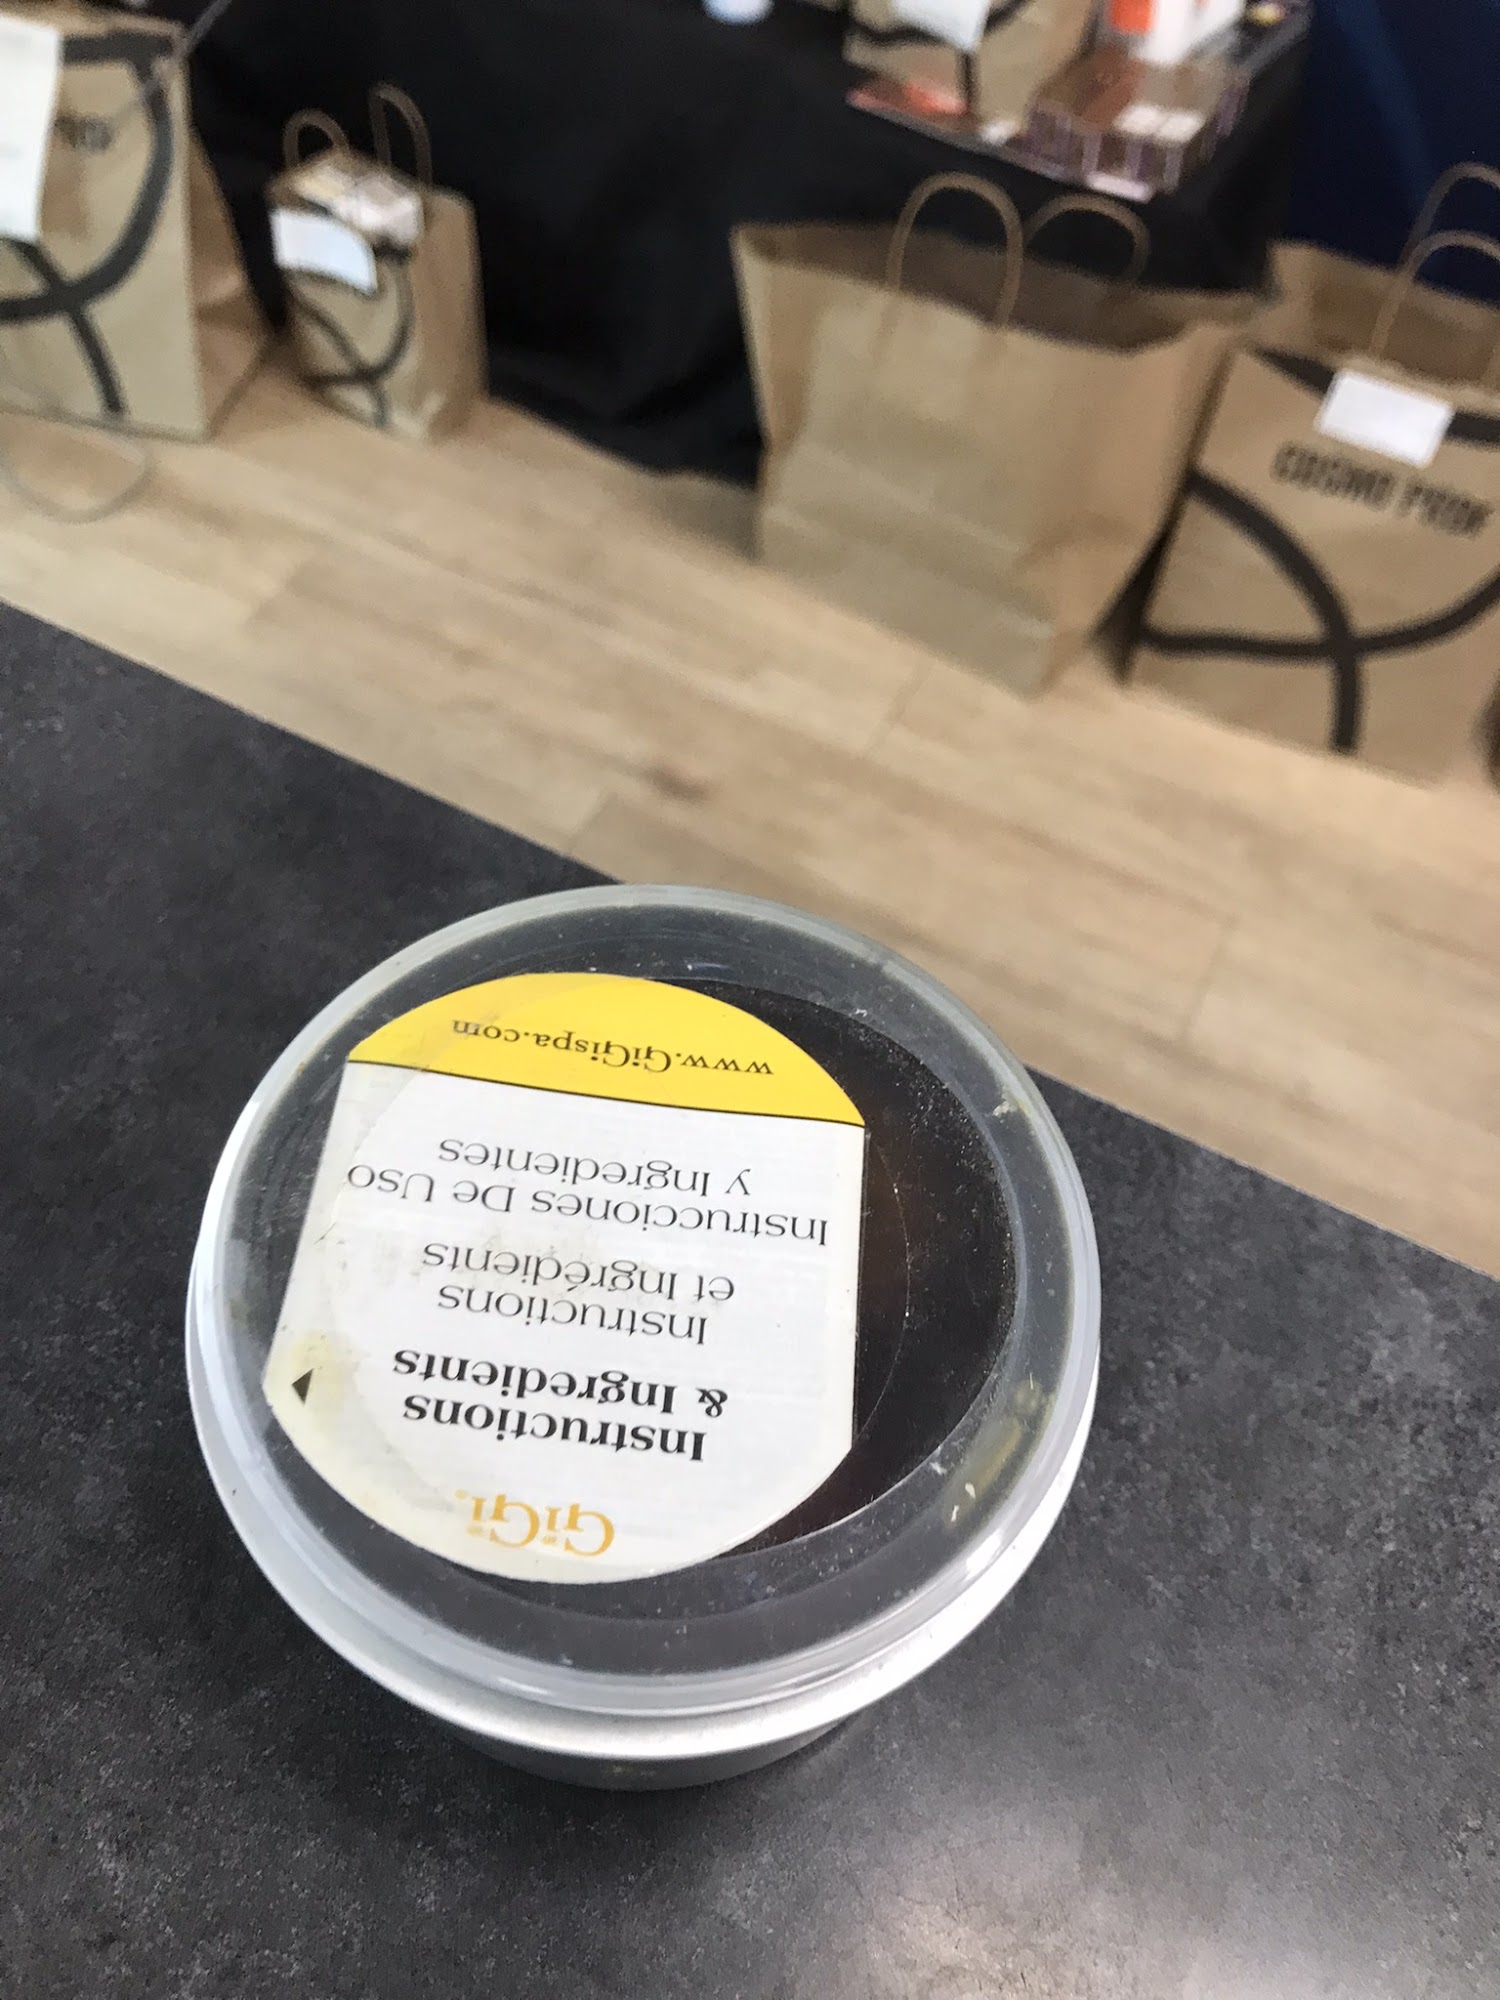 GiGi®
Instructions
& Ingredients
Instructions
et Ingrédients
Instrucciones De Uso
y Ingredientes
www.GiGispa.com
COSMO PROF